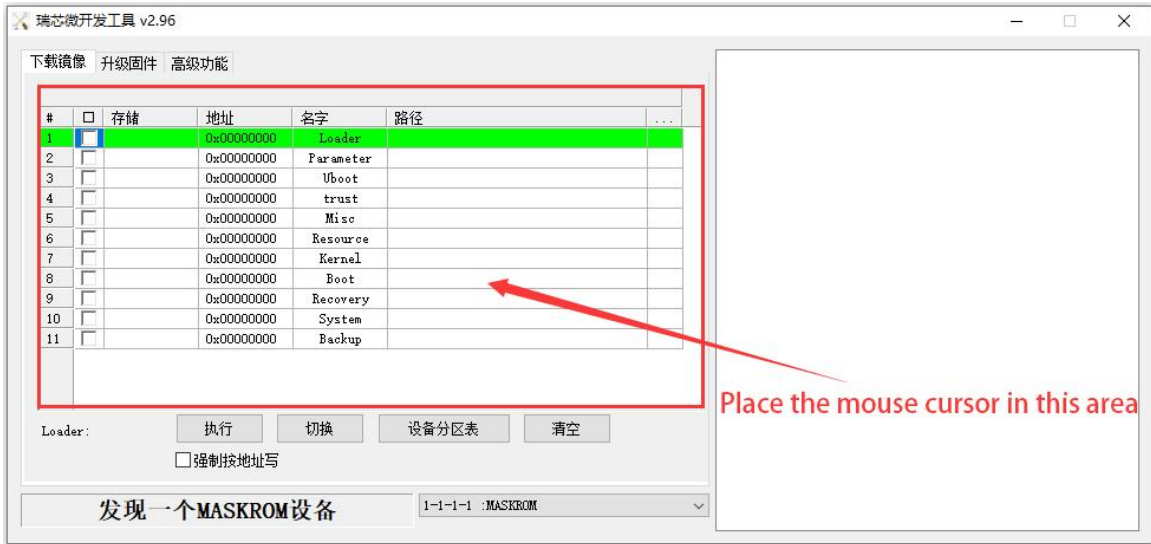 瑞芯微开发工具 v2.96
下载镜像 升级固件 高级功能
# 存储 地址 名字 路径 ...
1 0x00000000 Loader
2 0x00000000 Parameter
3 0x00000000 Uboot
4 0x00000000 trust
5 0x00000000 Misc
6 0x00000000 Resource
7 0x00000000 Kernel
8 0x00000000 Boot
9 0x00000000 Recovery
10 0x00000000 System
11 0x00000000 Backup
Place the mouse cursor in this area
Loader: 执行 切换 设备分区表 清空
强制按地址写
发现一个MASKROM设备 1-1-1-1 :MASKROM